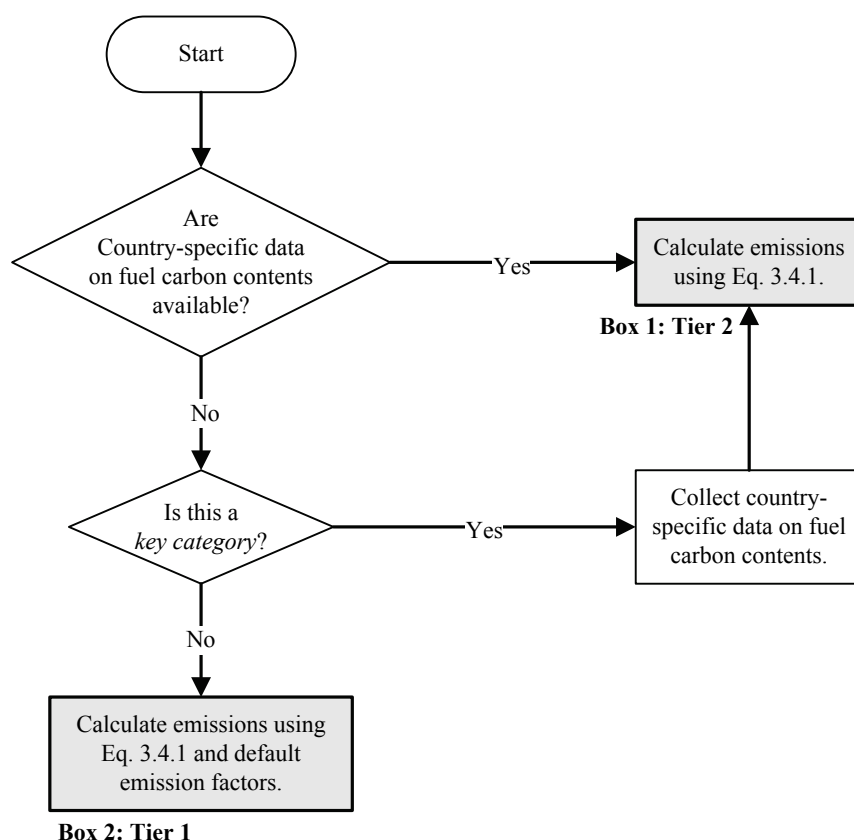 Start
Are
Country-specific data
on fuel carbon contents
available?
Yes
Calculate emissions
using Eq. 3.4.1.
Box 1: Tier 2
No
Is this a
key category?
Yes
Collect country-
specific data on fuel
carbon contents.
No
Calculate emissions using
Eq. 3.4.1 and default
emission factors.
Box 2: Tier 1